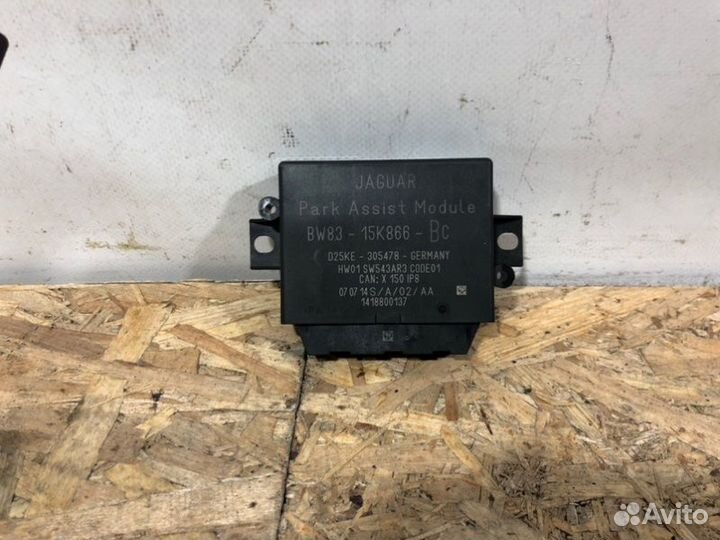 JAGUAR
Park Assist Module
BW83 - 15K866 - BC
D25KE - 305478 - GERMANY
HW01 SW543AR3 CODE01
CAN: X 150 IP8
07 07 14 S/A/02/AA
1418800137
Avito